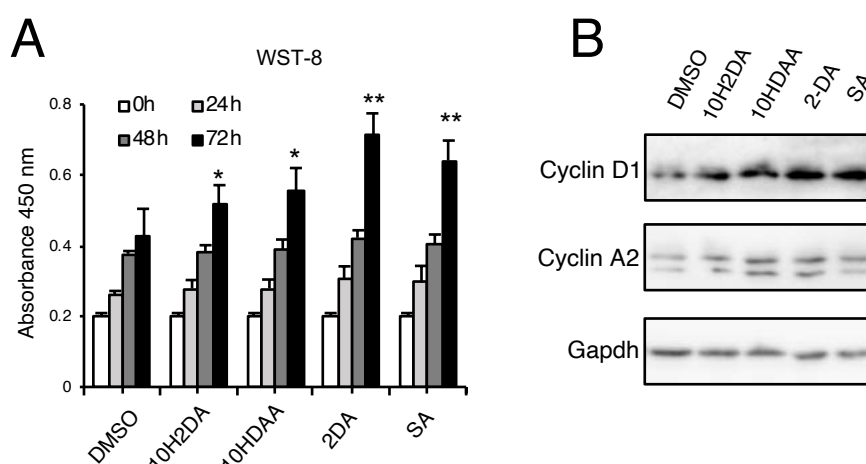 A
WST-8
0h 24h
48h 72h
Absorbance 450 nm
0.8
0.6
0.4
0.2
0
* * ** **
DMSO 10H2DA 10HDAA 2DA SA
B
DMSO 10H2DA 10HDAA 2-DA SA
Cyclin D1
Cyclin A2
Gapdh